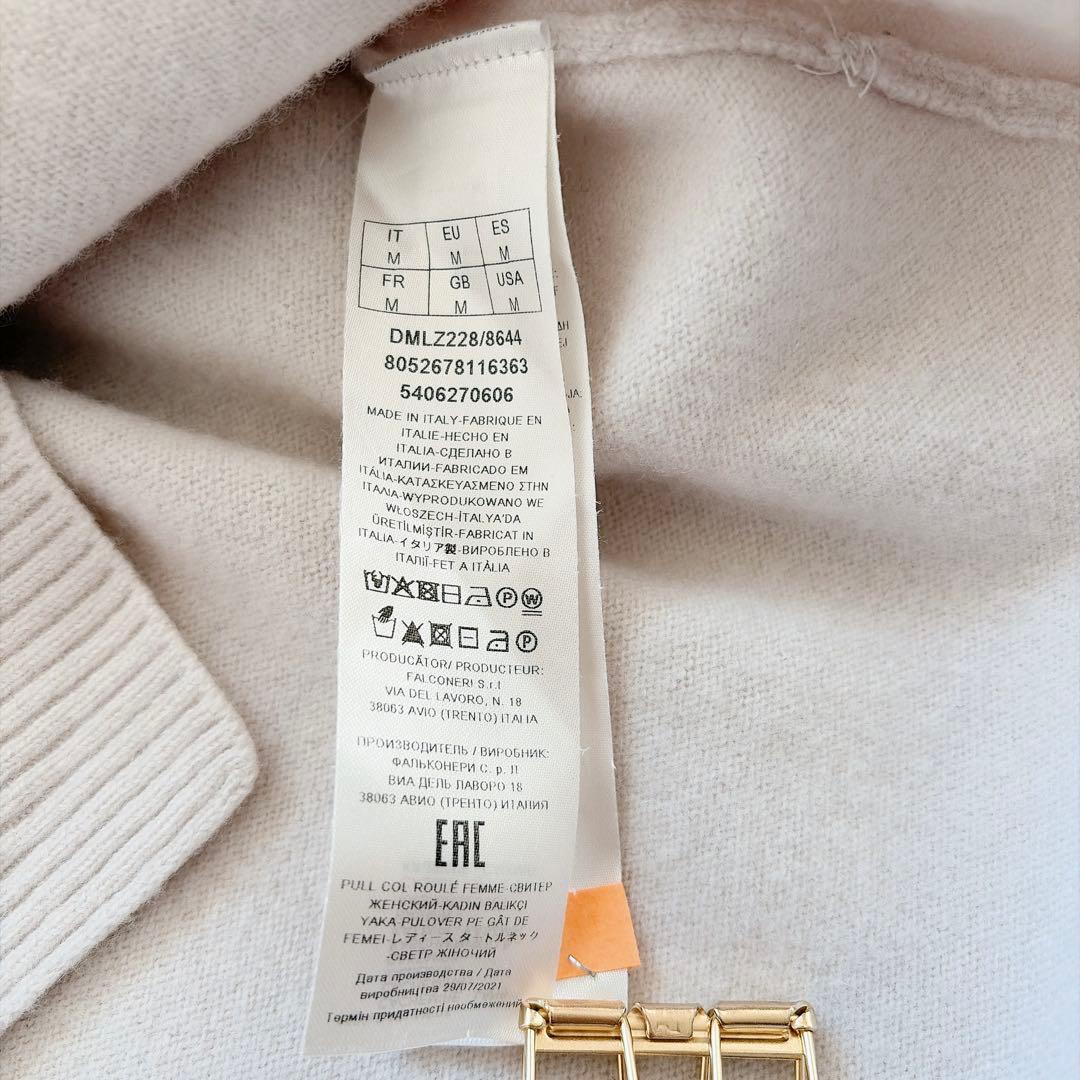 IT EU ES
M M M
FR GB USA
M M M
DMLZ228/8644
8052678116363
5406270606
MADE IN ITALY-FABRIQUE EN
ITALIE-HECHO EN
ITALIA-СДЕЛАНО В
ИТАЛИИ-FABRICADO EM
ITÁLIA-ΚΑΤΑΣΚΕΥΑΣΜΕΝΟ ΣΤΗΝ
ΙΤΑΛΙΑ-WYPRODUKOWANO WE
WŁOSZECH-İTALYA'DA
ÜRETİLMİŞTİR-FABRICAT IN
ITALIA-イタリア製-ВИРОБЛЕНО В
ІТАЛІЇ-FET A ITÀLIA
P W
P
PRODUCĂTOR/ PRODUCTEUR:
FALCONERI S.r.l
VIA DEL LAVORO, N. 18
38063 AVIO (TRENTO) ITALIA
ПРОИЗВОДИТЕЛЬ / ВИРОБНИК:
ФАЛЬКОНЕРИ С. р. Л
ВИА ДЕЛЬ ЛАВОРО 18
38063 АВИО (ТРЕНТО) ИТАЛИЯ
EAC
PULL COL ROULÉ FEMME-СВИТЕР
ЖЕНСКИЙ-KADIN BALIKÇI
YAKA-PULOVER PE GÂT DE
FEMEI-レディース タートルネック
-СВЕТР ЖІНОЧИЙ
Дата производства / Дата
виробництва 29/07/2021
Термін придатності необмежений